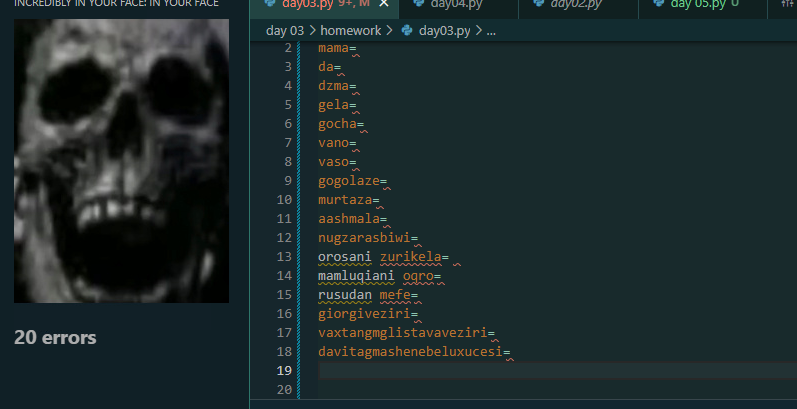 INCREDIBLY IN YOUR FACE: IN YOUR FACE
20 errors
day03.py 9+, M
day04.py
day02.py
day 05.py U
day 03 > homework > day03.py > ...
2 mama=
3 da=
4 dzma=
5 gela=
6 gocha=
7 vano=
8 vaso=
9 gogolaze=
10 murtaza=
11 aashmala=
12 nugzarasbiwi=
13 orosani zurikela=
14 mamluqiani oqro=
15 rusudan mefe=
16 giorgiveziri=
17 vaxtangmglistavaveziri=
18 davitagmashenebeluxucesi=
19
20